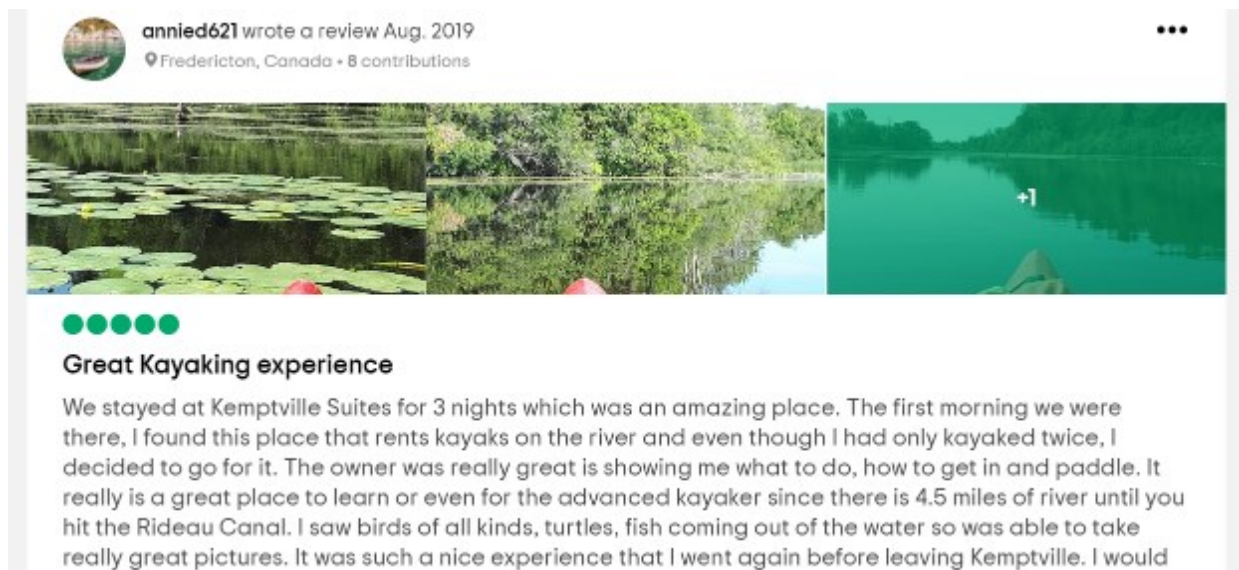 annied621 wrote a review Aug. 2019
Fredericton, Canada • 8 contributions
+1
Great Kayaking experience
We stayed at Kemptville Suites for 3 nights which was an amazing place. The first morning we were
there, I found this place that rents kayaks on the river and even though I had only kayaked twice, I
decided to go for it. The owner was really great is showing me what to do, how to get in and paddle. It
really is a great place to learn or even for the advanced kayaker since there is 4.5 miles of river until you
hit the Rideau Canal. I saw birds of all kinds, turtles, fish coming out of the water so was able to take
really great pictures. It was such a nice experience that I went again before leaving Kemptville. I would